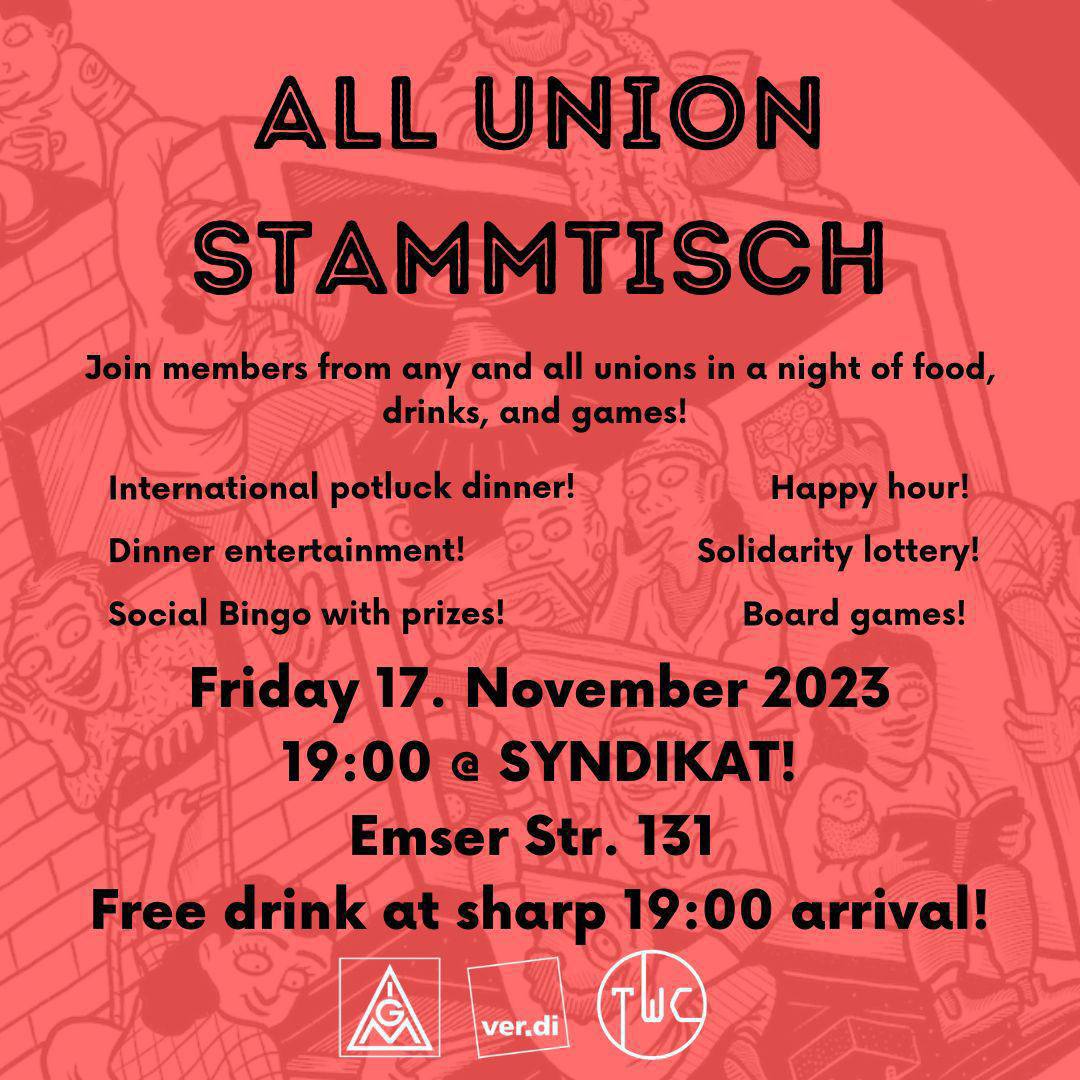 ALL UNION
STAMMTISCH
Join members from any and all unions in a night of food,
drinks, and games!
International potluck dinner!
Happy hour!
Dinner entertainment!
Solidarity lottery!
Social Bingo with prizes!
Board games!
Friday 17. November 2023
19:00 @ SYNDIKAT!
Emser Str. 131
Free drink at sharp 19:00 arrival!
IGM
ver.di
TWC